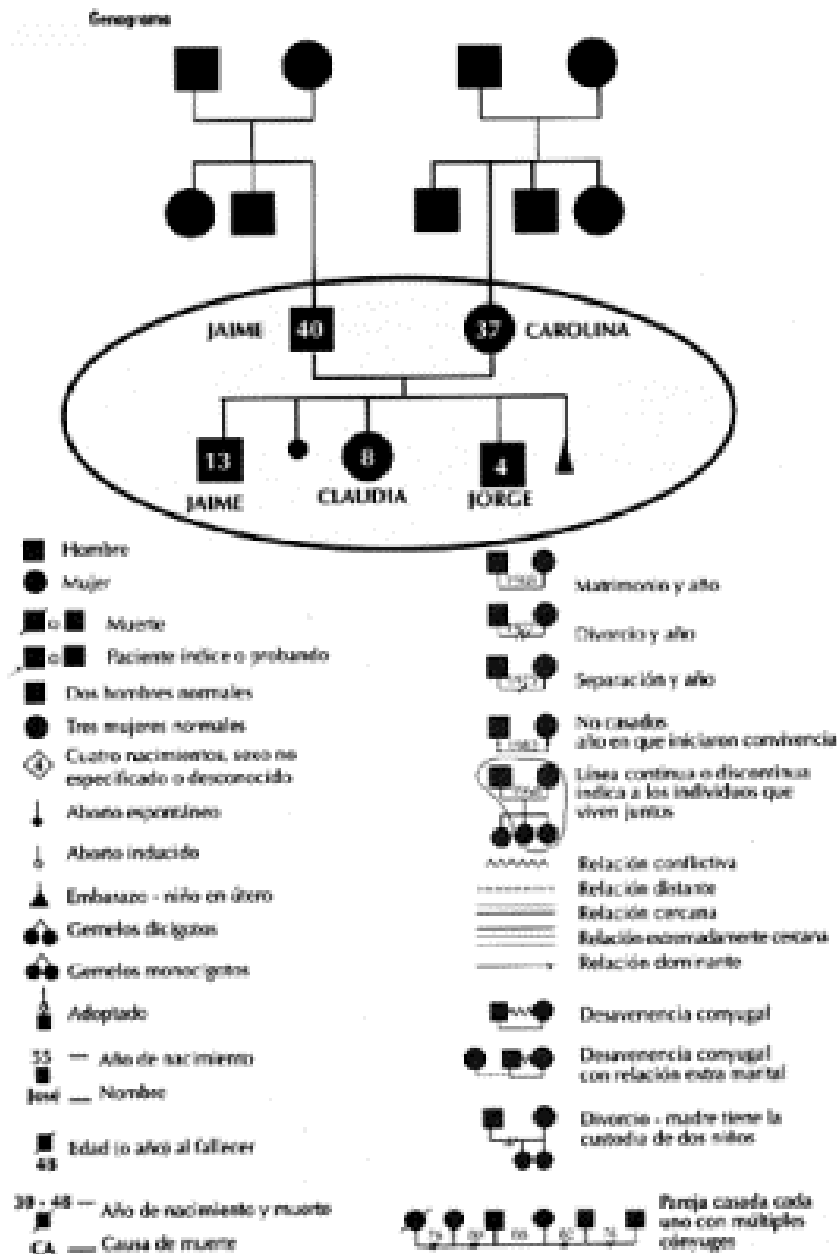 Genograma
JAIME
40
37
CAROLINA
13
8
4
JAIME
CLAUDIA
JORGE
Hombre
Mujer
o Muerte
o Paciente índice o probando
Dos hombres normales
Tres mujeres normales
4
Cuatro nacimientos, sexo no
especificado o desconocido
Aborto espontáneo
Aborto inducido
Embarazo - niño en útero
Gemelos dicigotos
Gemelos monocigotos
Adoptado
55 — Año de nacimiento
José — Nombre
Edad (o año) al fallecer
48
30 - 48 — Año de nacimiento y muerte
CA — Causa de muerte
Matrimonio y año
Divorcio y año
Separación y año
No casados
año en que iniciaron convivencia
Línea continua o discontinua
indica a los individuos que
viven juntos
Relación conflictiva
Relación distante
Relación cercana
Relación extremadamente cercana
Relación dominante
Desavenencia conyugal
Desavenencia conyugal
con relación extra marital
Divorcio - madre tiene la
custodia de dos niños
Pareja casada cada
uno con múltiples
cónyuges